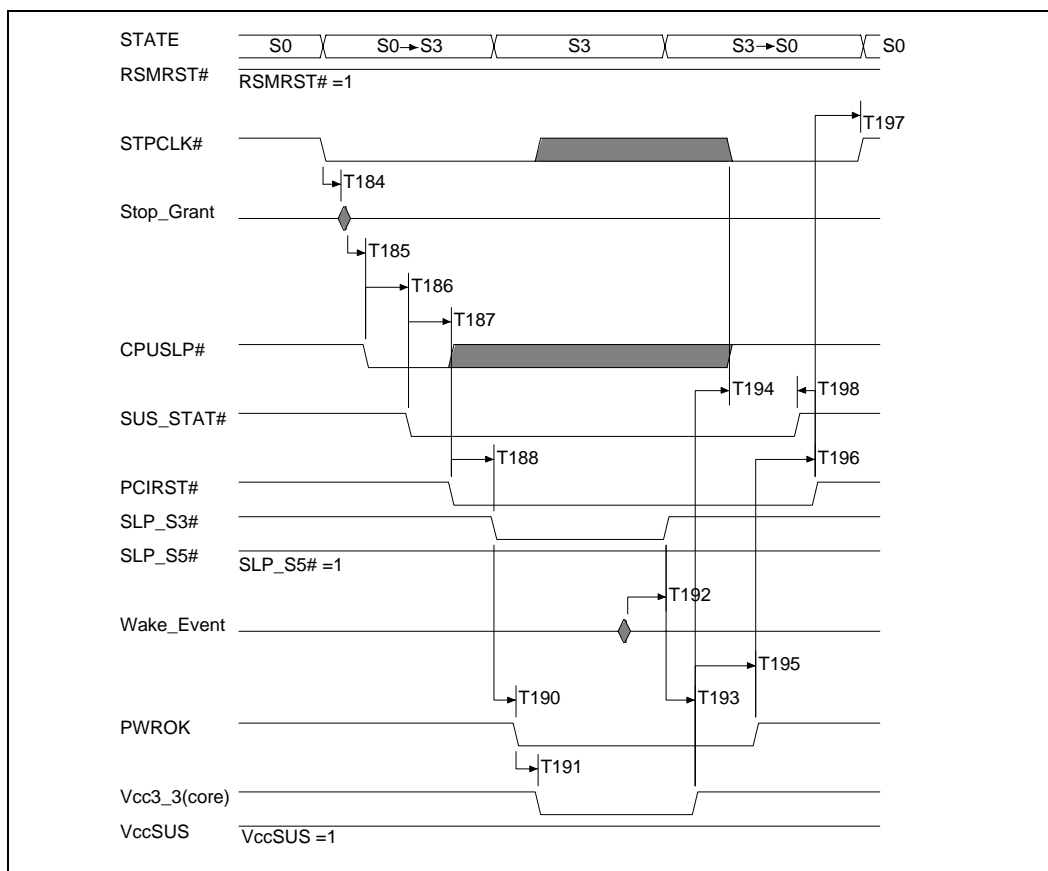 STATE S0 S0→S3 S3 S3→S0 S0
RSMRST# RSMRST# =1
T197
STPCLK#
T184
Stop_Grant
T185
T186
T187
CPUSLP#
T194 T198
SUS_STAT#
T188 T196
PCIRST#
SLP_S3#
SLP_S5# SLP_S5# =1
T192
Wake_Event
T195
T190 T193
PWROK
T191
Vcc3_3(core)
VccSUS VccSUS =1